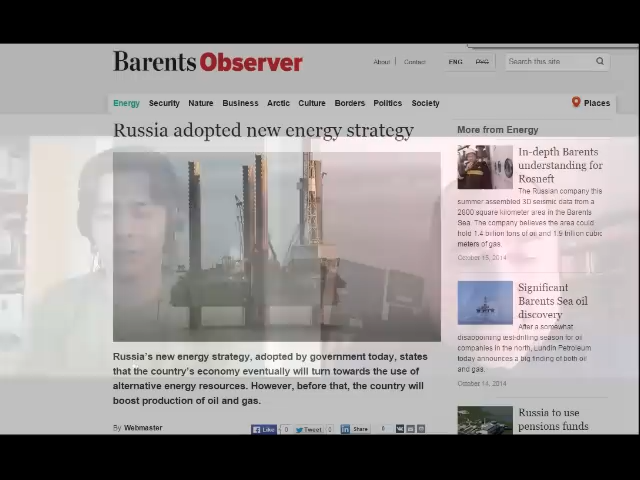 Barents Observer
About
Contact
ENG
РУС
Search this site
Energy Security Nature Business Arctic Culture Borders Politics Society
Places
Russia adopted new energy strategy
Russia's new energy strategy, adopted by government today, states
that the country's economy eventually will turn towards the use of
alternative energy resources. However, before that, the country will
boost production of oil and gas.
By Webmaster
Like 0
Tweet 0
Share 8
More from Energy
In-depth Barents
understanding for
Rosneft
The Russian company this
summer assembled 3D seismic data from a
2800 square kilometer area in the Barents
Sea. The company believes the area could
hold 1.4 billion tons of oil and 1.9 trillion cubic
meters of gas.
October 15, 2014
Significant
Barents Sea oil
discovery
After a somewhat
disappointing test-drilling season for oil
companies in the north, Lundin Petroleum
today announces a big finding of both oil
and gas.
October 14, 2014
Russia to use
pensions funds